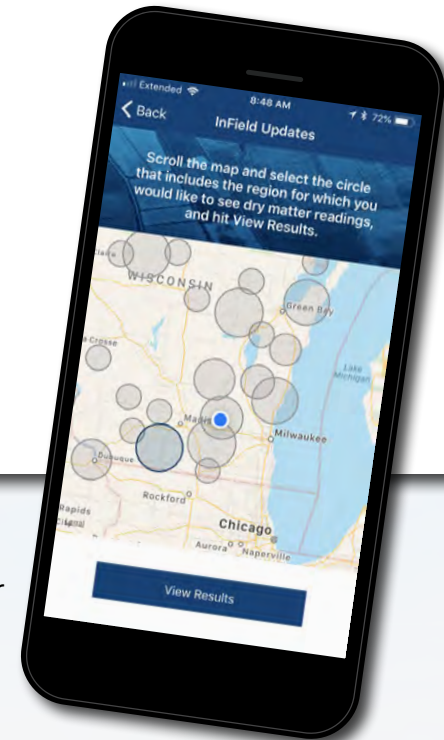 Extended
8:48 AM
72%
Back
InField Updates
Scroll the map and select the circle
that includes the region for which you
would like to see dry matter readings,
and hit View Results.
Claire
WISCONSIN
Green Bay
a Crosse
Lake
Michigan
Madis
Milwaukee
Dubuque
Rockford
Rapids
Chicago
Aurora
Naperville
View Results